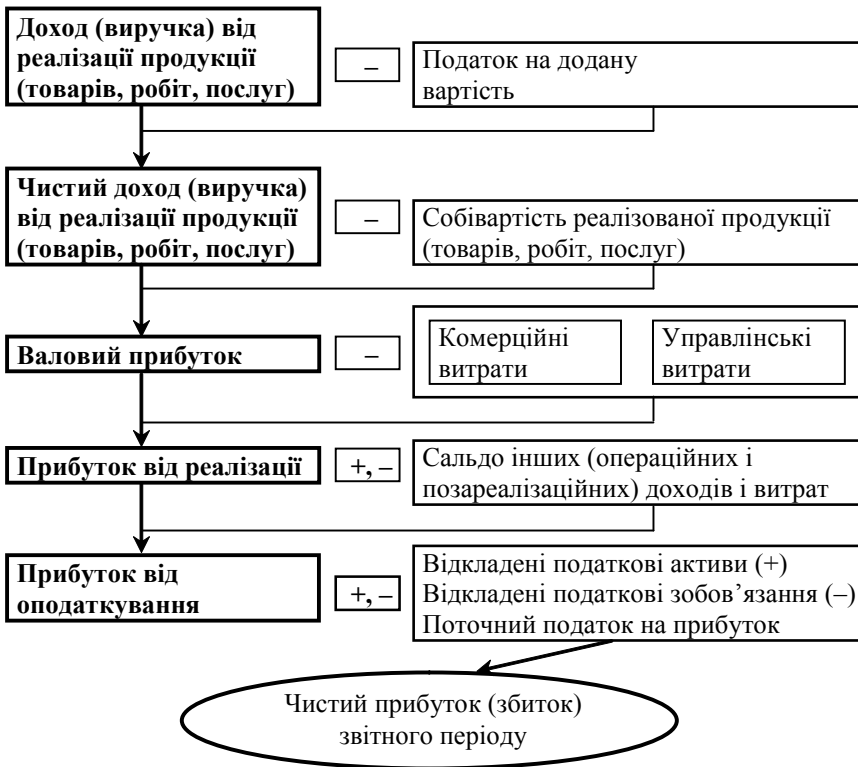 Доход (виручка) від
реалізації продукції
(товарів, робіт, послуг)
–
Податок на додану
вартість
Чистий доход (виручка)
від реалізації продукції
(товарів, робіт, послуг)
–
Собівартість реалізованої продукції
(товарів, робіт, послуг)
Валовий прибуток
–
Комерційні
витрати
Управлінські
витрати
Прибуток від реалізації
+, –
Сальдо інших (операційних і
позареалізаційних) доходів і витрат
Прибуток від
оподаткування
+, –
Відкладені податкові активи (+)
Відкладені податкові зобов’язання (–)
Поточний податок на прибуток
Чистий прибуток (збиток)
звітного періоду